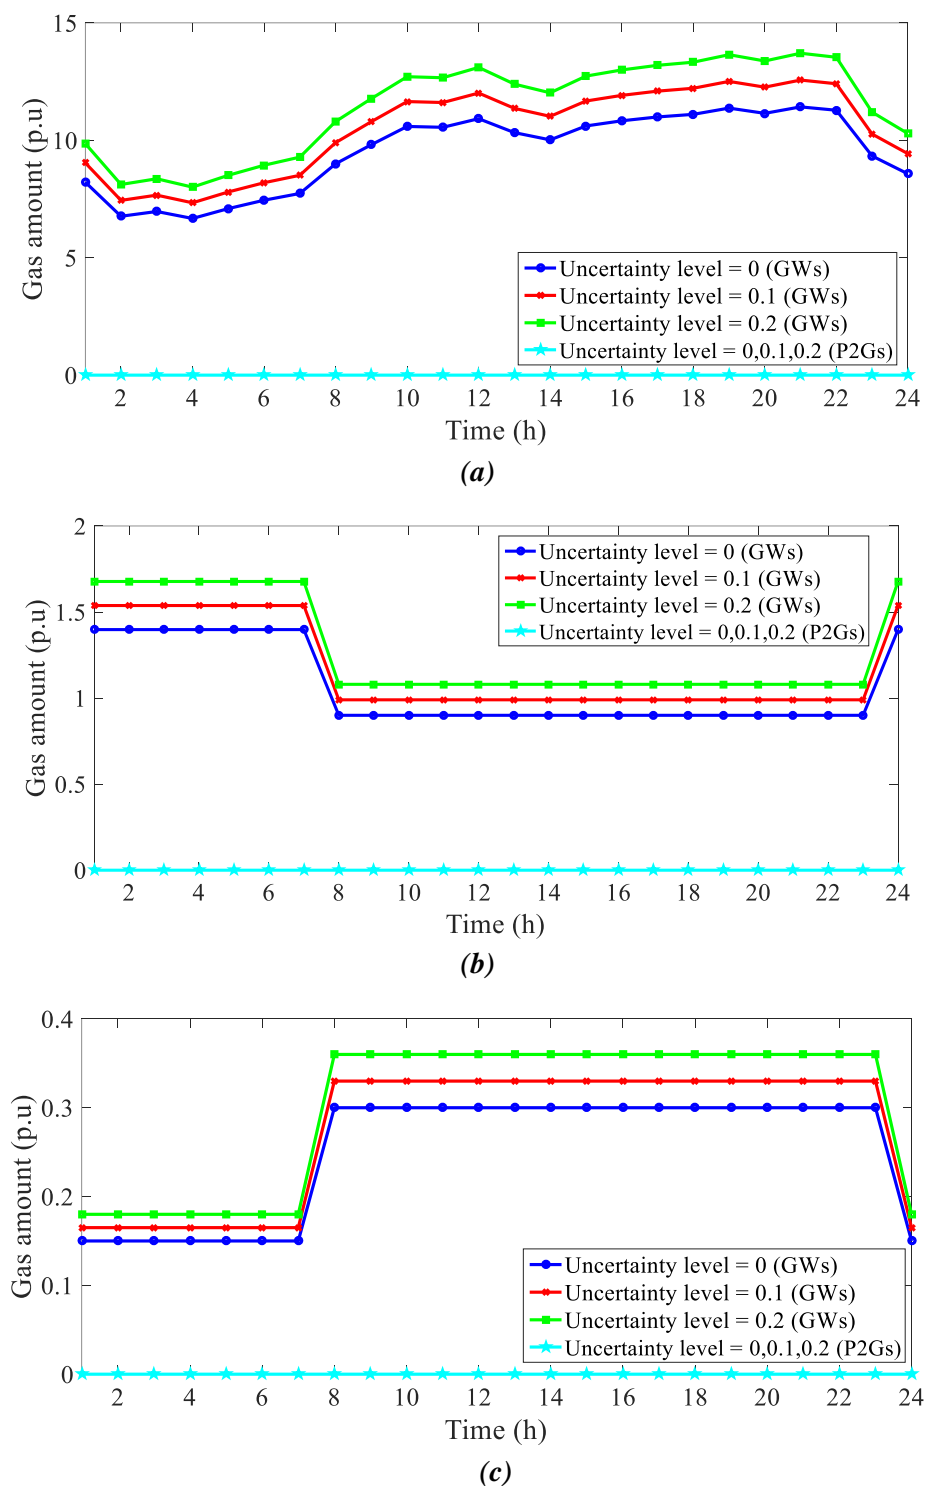 15
10
5
0
Gas amount (p.u)
Uncertainty level = 0 (GWs)
Uncertainty level = 0.1 (GWs)
Uncertainty level = 0.2 (GWs)
Uncertainty level = 0,0.1,0.2 (P2Gs)
2 4 6 8 10 12 14 16 18 20 22 24
Time (h)
(a)
2
1.5
1
0.5
0
Gas amount (p.u)
Uncertainty level = 0 (GWs)
Uncertainty level = 0.1 (GWs)
Uncertainty level = 0.2 (GWs)
Uncertainty level = 0,0.1,0.2 (P2Gs)
2 4 6 8 10 12 14 16 18 20 22 24
Time (h)
(b)
0.4
0.3
0.2
0.1
0
Gas amount (p.u)
Uncertainty level = 0 (GWs)
Uncertainty level = 0.1 (GWs)
Uncertainty level = 0.2 (GWs)
Uncertainty level = 0,0.1,0.2 (P2Gs)
2 4 6 8 10 12 14 16 18 20 22 24
Time (h)
(c)